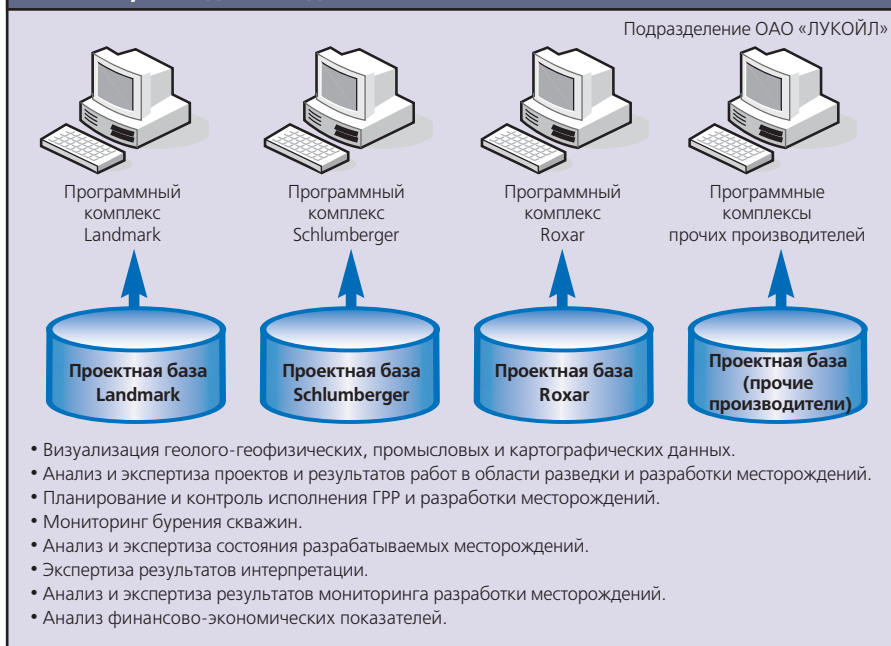 Подразделение ОАО «ЛУКОЙЛ»
Программный
комплекс
Landmark
Программный
комплекс
Schlumberger
Программный
комплекс
Roxar
Программные
комплексы
прочих производителей
Проектная база
Landmark
Проектная база
Schlumberger
Проектная база
Roxar
Проектная база
(прочие
производители)
• Визуализация геолого-геофизических, промысловых и картографических данных.
• Анализ и экспертиза проектов и результатов работ в области разведки и разработки месторождений.
• Планирование и контроль исполнения ГРР и разработки месторождений.
• Мониторинг бурения скважин.
• Анализ и экспертиза состояния разрабатываемых месторождений.
• Экспертиза результатов интерпретации.
• Анализ и экспертиза результатов мониторинга разработки месторождений.
• Анализ финансово-экономических показателей.